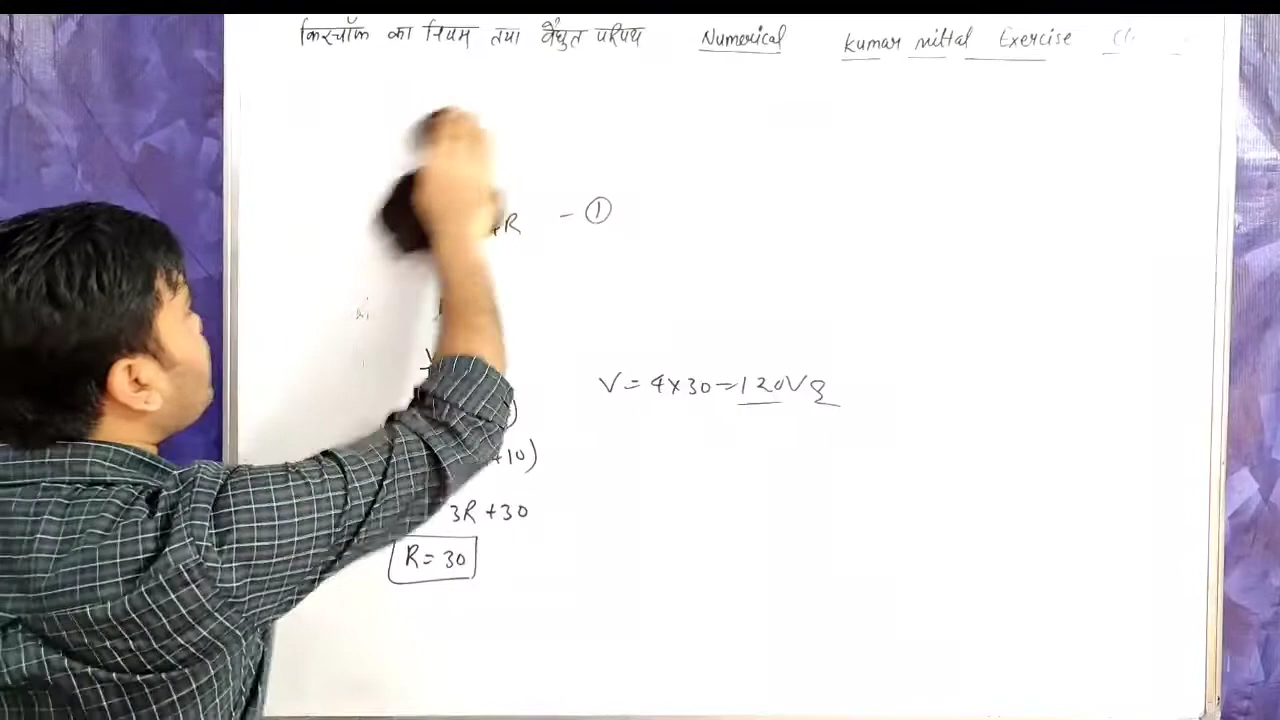 किरचॉफ का नियम तथा वैधुत परिपथ Numerical kumar mittal Exercise
+R - ①
V = 4 × 30 = 120V
+10)
3R + 30
R = 30